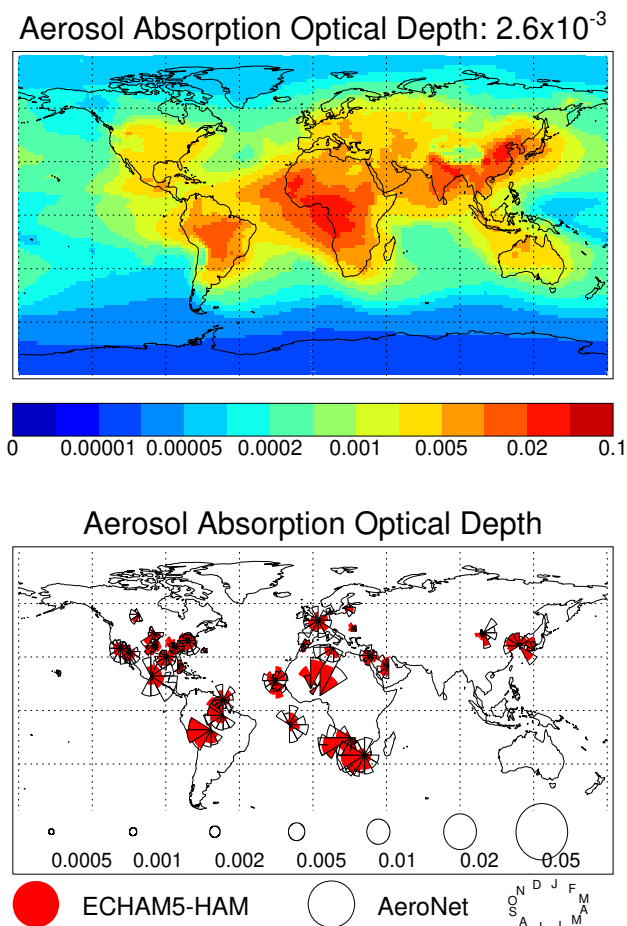 Aerosol Absorption Optical Depth: 2.6x10⁻³
0 0.00001 0.00005 0.0002 0.001 0.005 0.02 0.1
Aerosol Absorption Optical Depth
0.0005 0.001 0.002 0.005 0.01 0.02 0.05
ECHAM5-HAM AeroNet J F M A M J J A S O N D